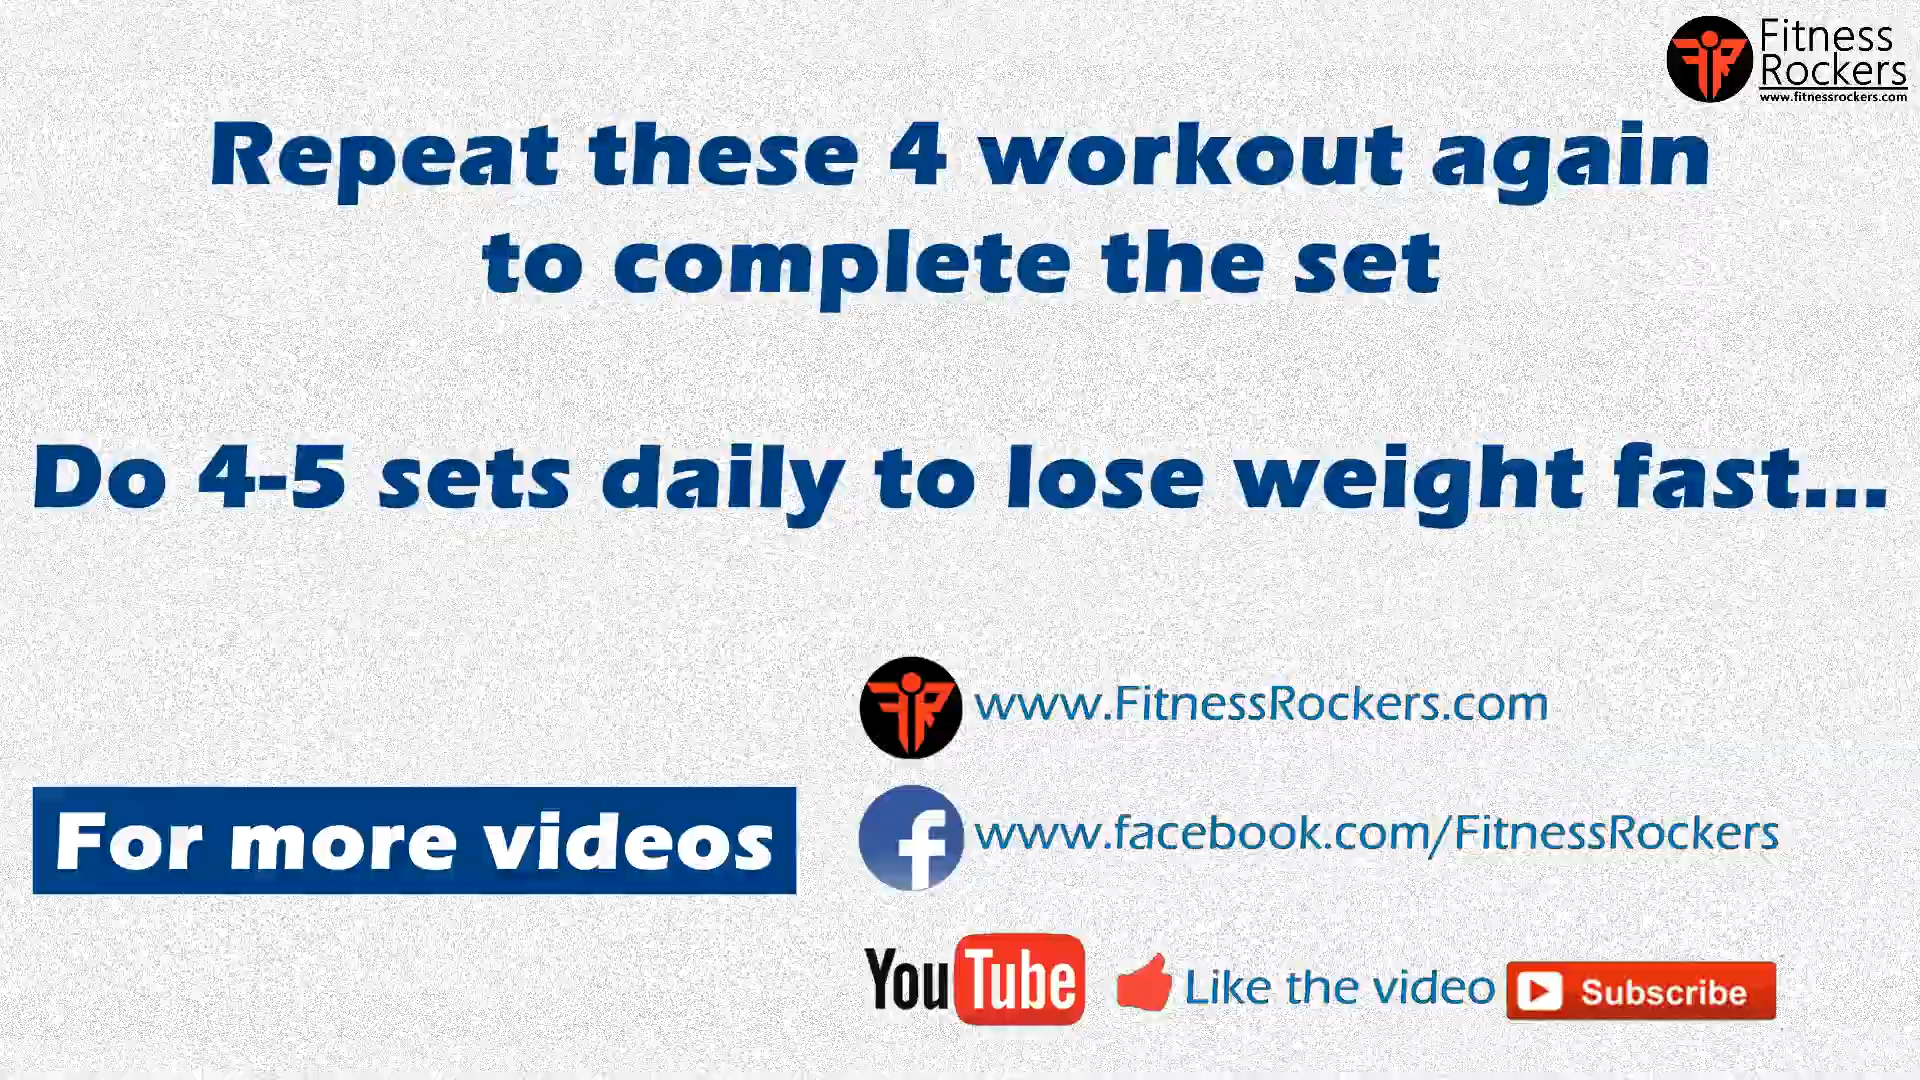 Fitness
Rockers
www.fitnessrockers.com
Repeat these 4 workout again
to complete the set
Do 4-5 sets daily to lose weight fast...
www.FitnessRockers.com
For more videos
www.facebook.com/FitnessRockers
YouTube Like the video Subscribe